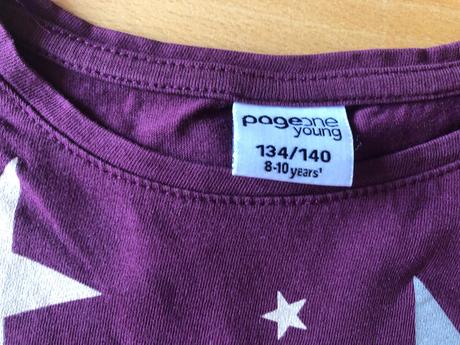 pageone
young
134/140
8-10 years'